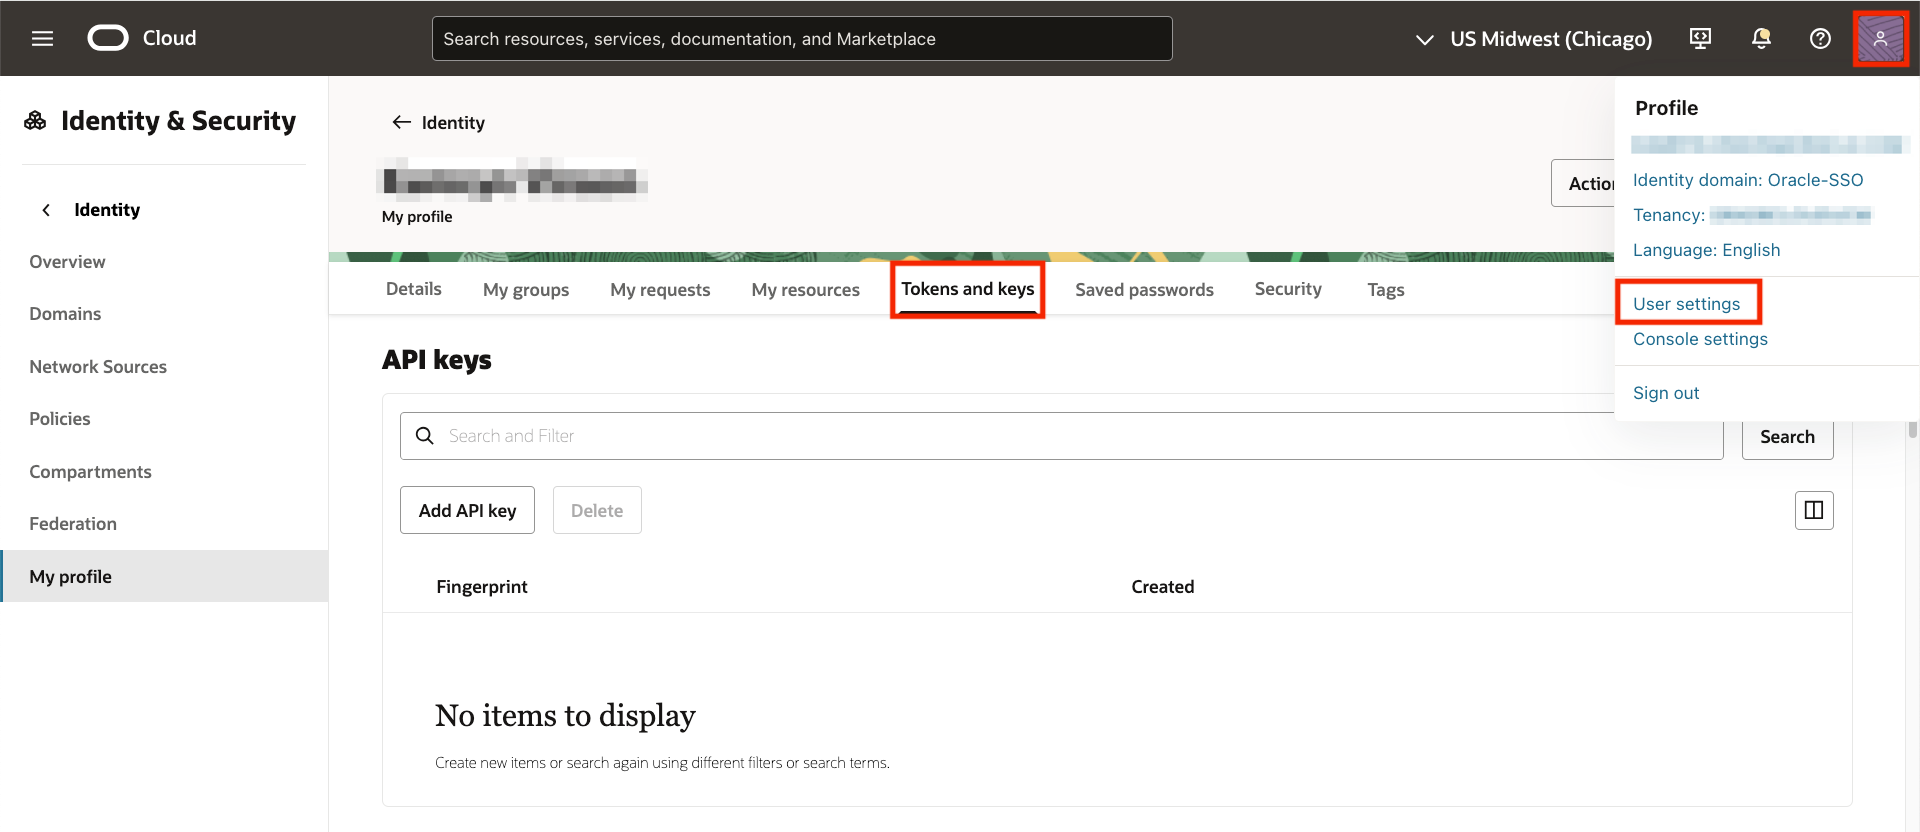 Cloud
Search resources, services, documentation, and Marketplace
US Midwest (Chicago)
Identity & Security
Identity
Overview
Domains
Network Sources
Policies
Compartments
Federation
My profile
Identity
My profile
Actio
Details
My groups
My requests
My resources
Tokens and keys
Saved passwords
Security
Tags
API keys
Search and Filter
Search
Add API key
Delete
Fingerprint
Created
No items to display
Create new items or search again using different filters or search terms.
Profile
Identity domain: Oracle-SSO
Tenancy:
Language: English
User settings
Console settings
Sign out